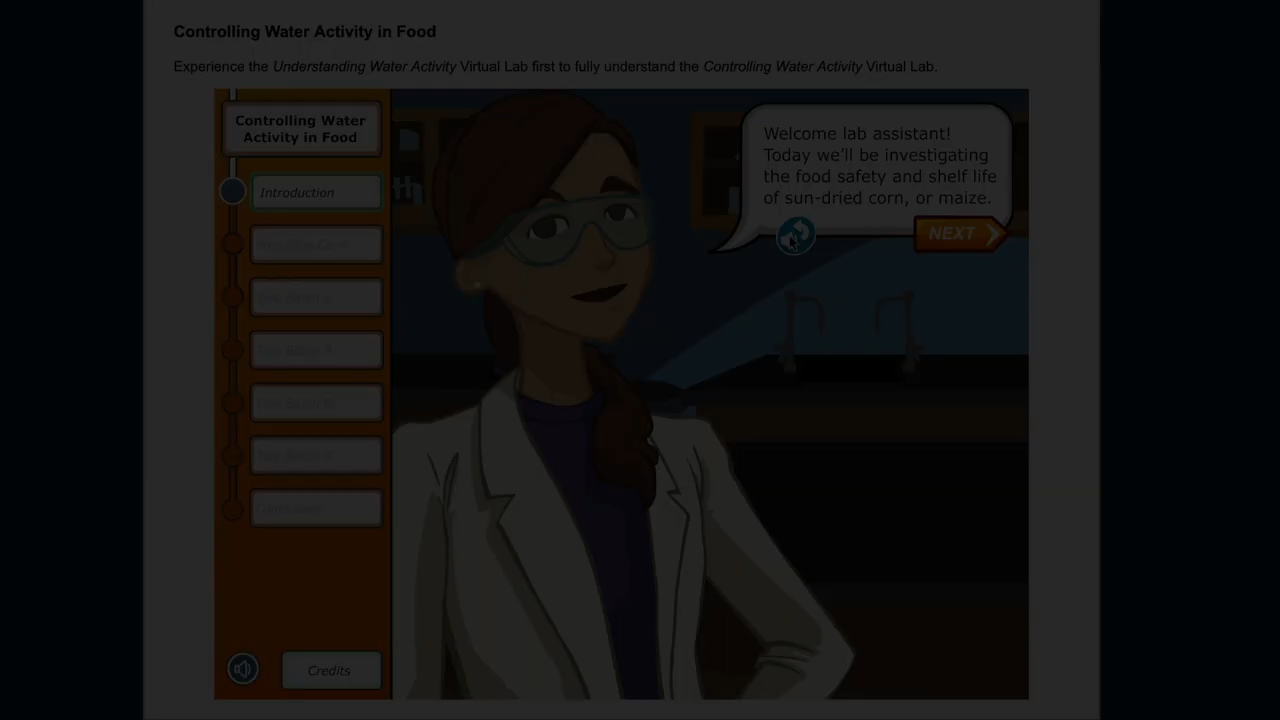 Controlling Water Activity in Food
Experience the Understanding Water Activity Virtual Lab first to fully understand the Controlling Water Activity Virtual Lab.
Controlling Water
Activity in Food
Introduction
Credits
Welcome lab assistant!
Today we'll be investigating
the food safety and shelf life
of sun-dried corn, or maize.
NEXT